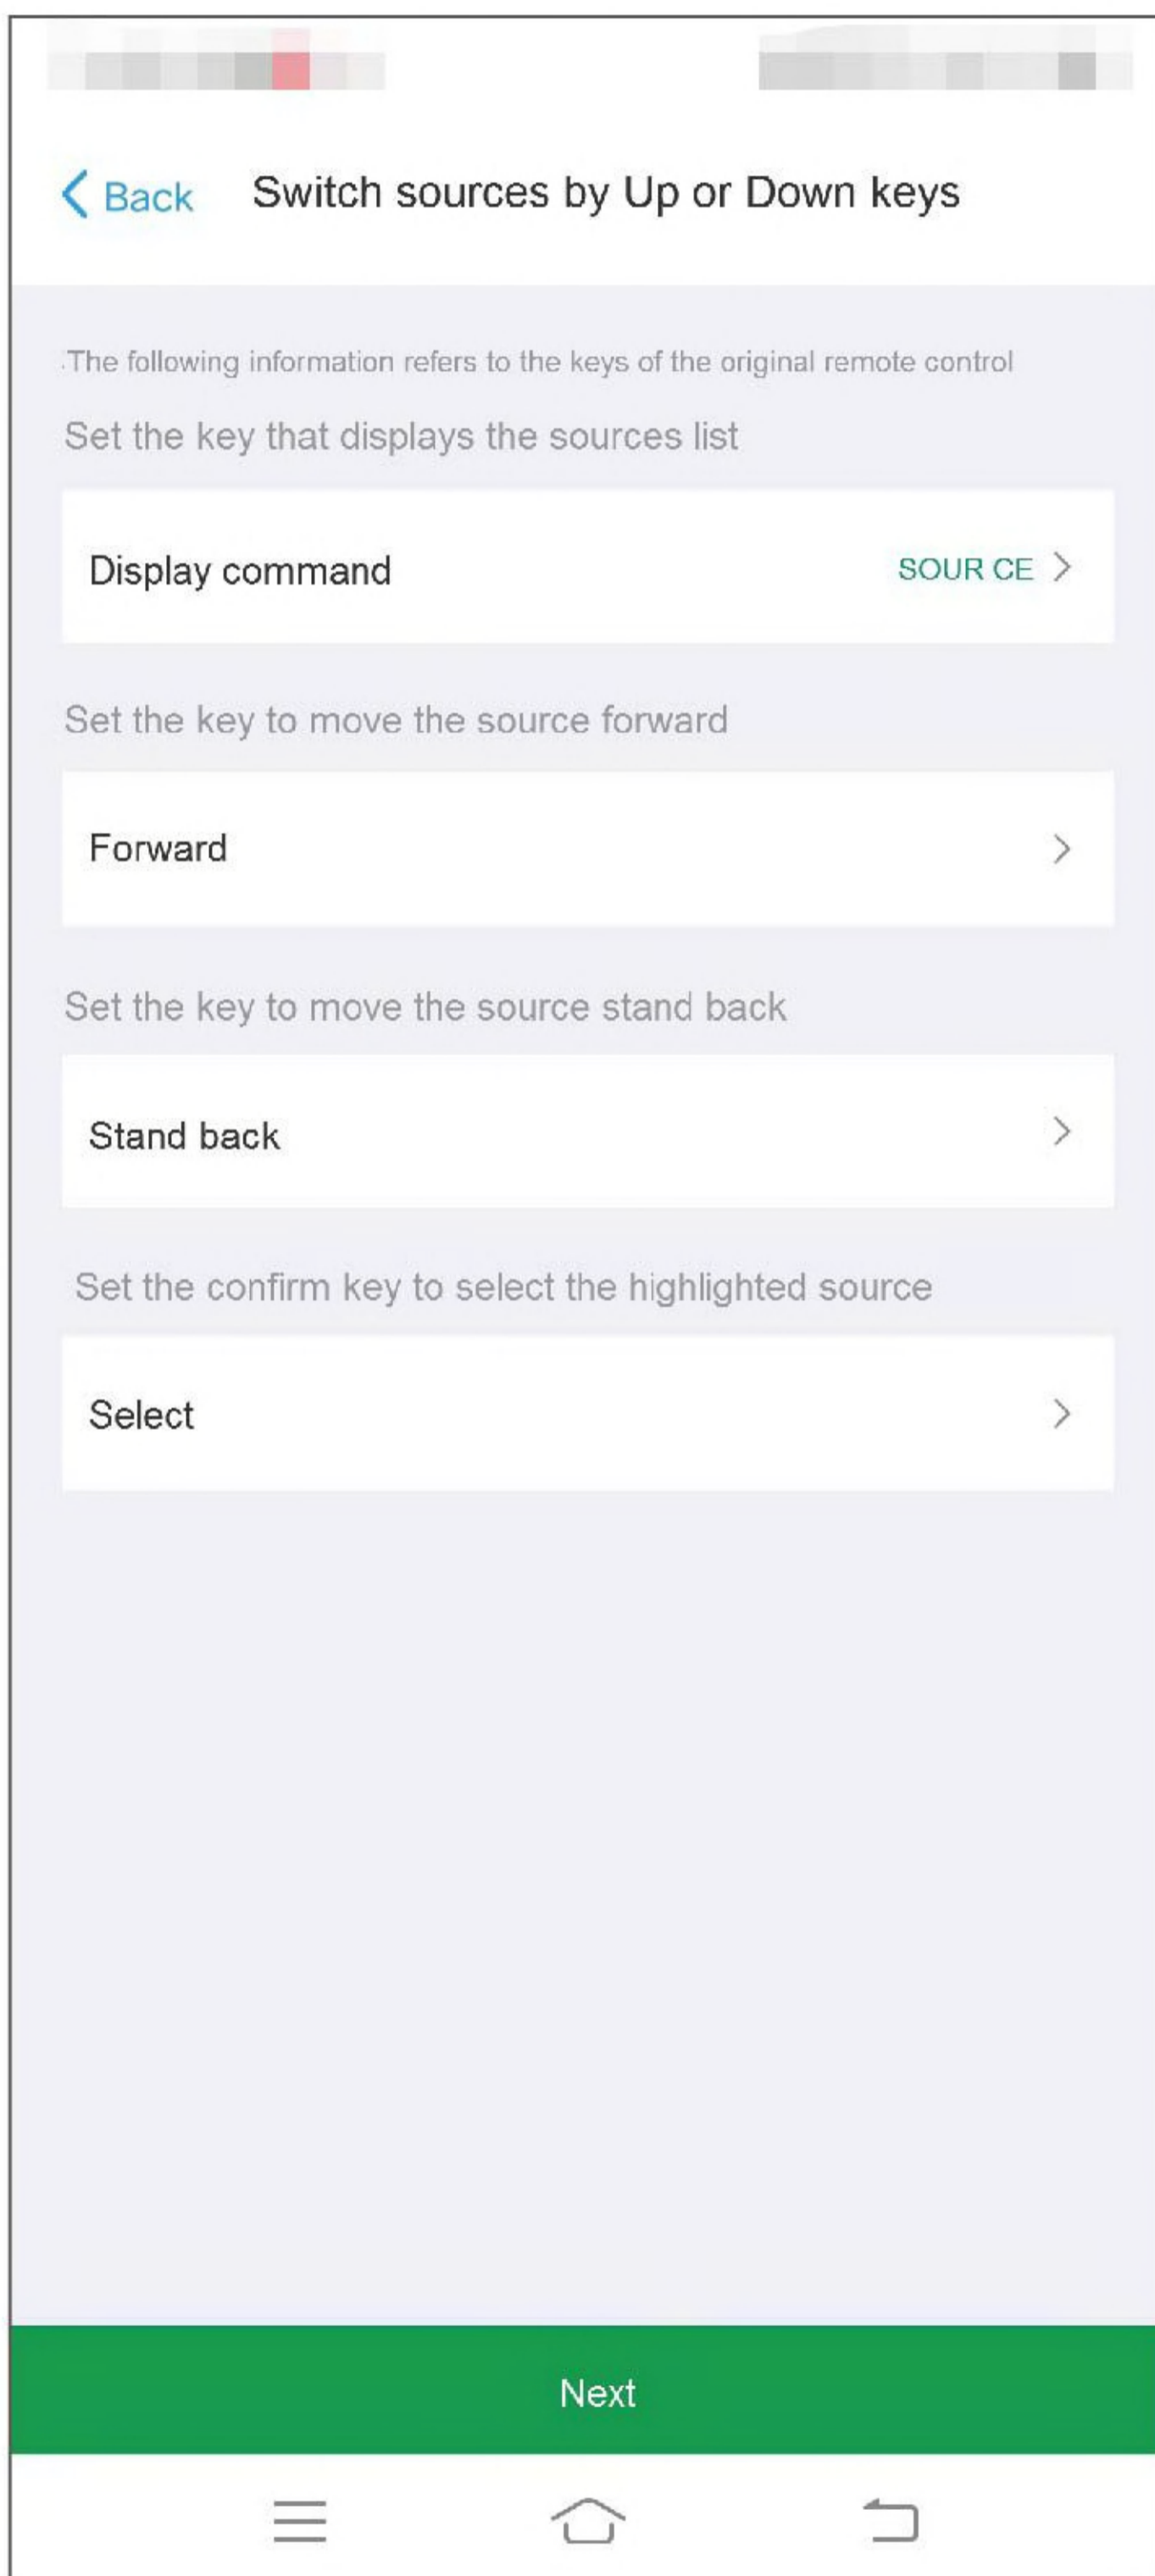 Back Switch sources by Up or Down keys
The following information refers to the keys of the original remote control
Set the key that displays the sources list
Display command SOUR CE
Set the key to move the source forward
Forward
Set the key to move the source stand back
Stand back
Set the confirm key to select the highlighted source
Select
Next